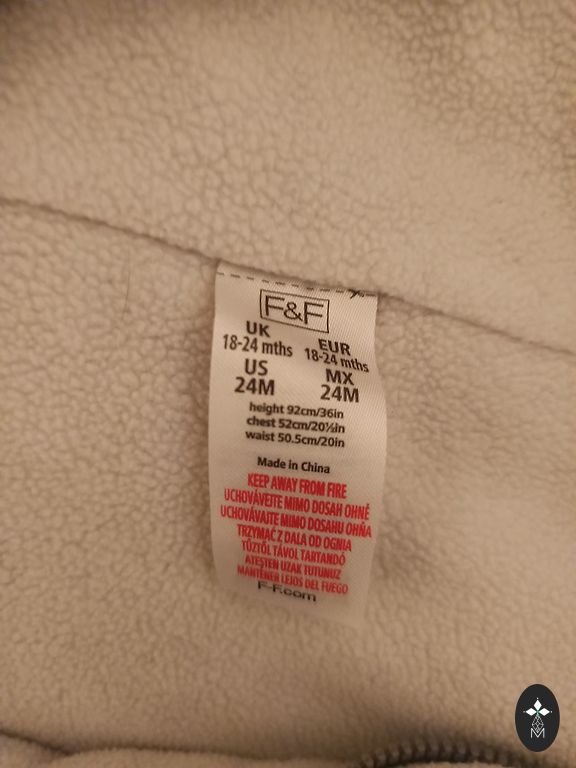 F&F
UK
18-24 mths
EUR
18-24 mths
US
24M
MX
24M
height 92cm/36in
chest 52cm/20½in
waist 50.5cm/20in
Made in China
KEEP AWAY FROM FIRE
UCHOVÁVEJTE MIMO DOSAH OHNĚ
UCHOVÁVAJTE MIMO DOSAHU OHŇA
TRZYMAĆ Z DALA OD OGNIA
TŰZTŐL TÁVOL TARTANDÓ
ATEŞTEN UZAK TUTUNUZ
MANTENER LEJOS DEL FUEGO
F-F.com
M